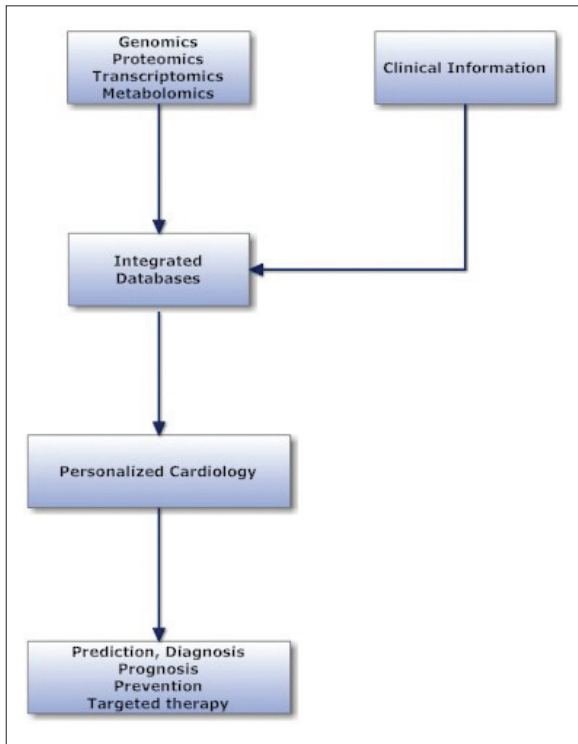 Genomics
Proteomics
Transcriptomics
Metabolomics
Clinical Information
Integrated
Databases
Personalized Cardiology
Prediction, Diagnosis
Prognosis
Prevention
Targeted therapy